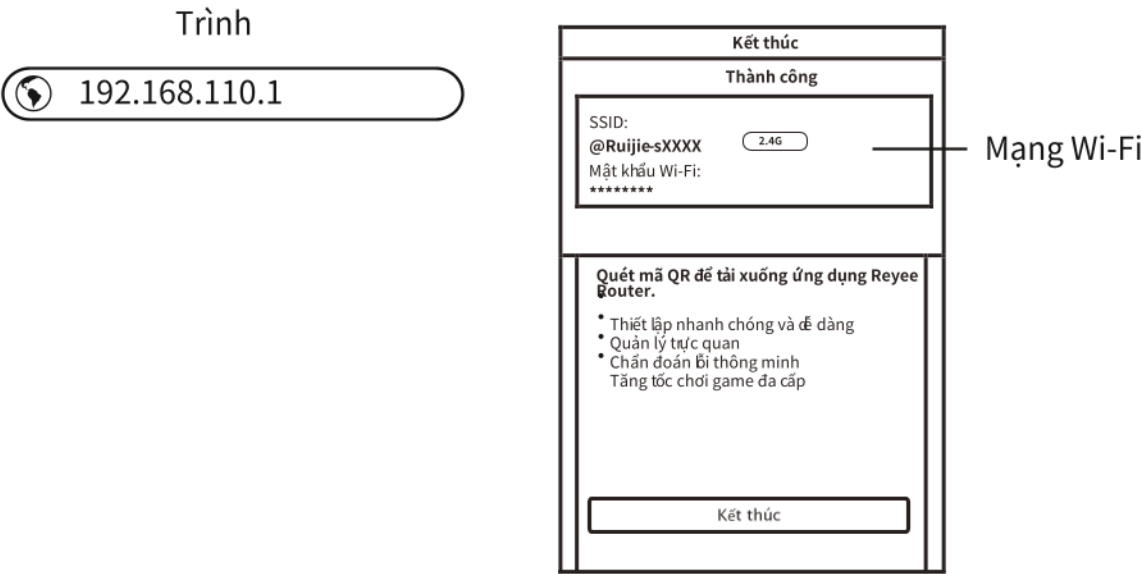 Trình
192.168.110.1
Kết thúc
Thành công
SSID:
@Ruijie-sXXXX
2.4G
Mật khẩu Wi-Fi:
********
Mạng Wi-Fi
Quét mã QR để tải xuống ứng dụng Reyee
Router.
• Thiết lập nhanh chóng và dễ dàng
• Quản lý trực quan
• Chẩn đoán lỗi thông minh
Tăng tốc chơi game đa cấp
Kết thúc